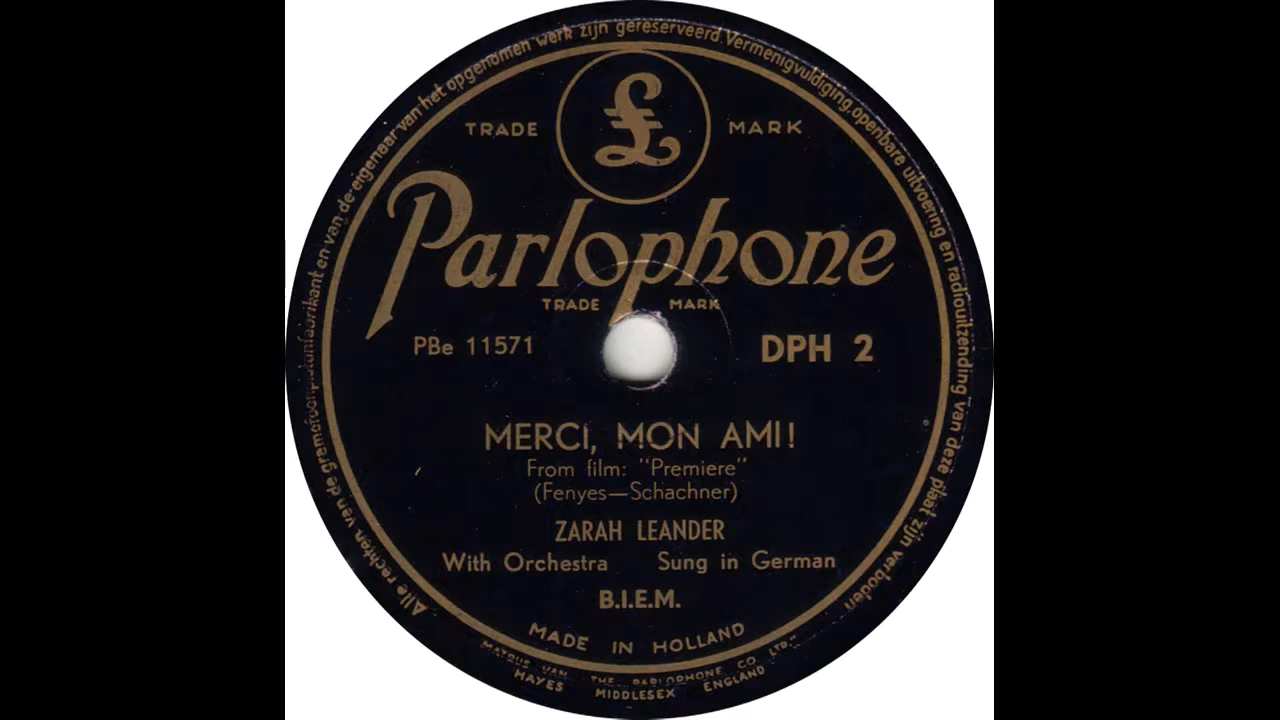 Alle rechten van de gramofoonplatenfabrikant en van de eigenaar van het opgenomen werk zijn gereserveerd. Vermenigvuldiging, openbare uitvoering en radiouitzending van deze plaat zijn verboden
£
TRADE MARK
Parlophone
TRADE MARK
PBe 11571 DPH 2
MERCI, MON AMI!
From film: "Premiere"
(Fenyes—Schachner)
ZARAH LEANDER
With Orchestra Sung in German
B.I.E.M.
MADE IN HOLLAND
MATRIJS VAN "THE PARLOPHONE CO. LTD."
HAYES MIDDLESEX ENGLAND